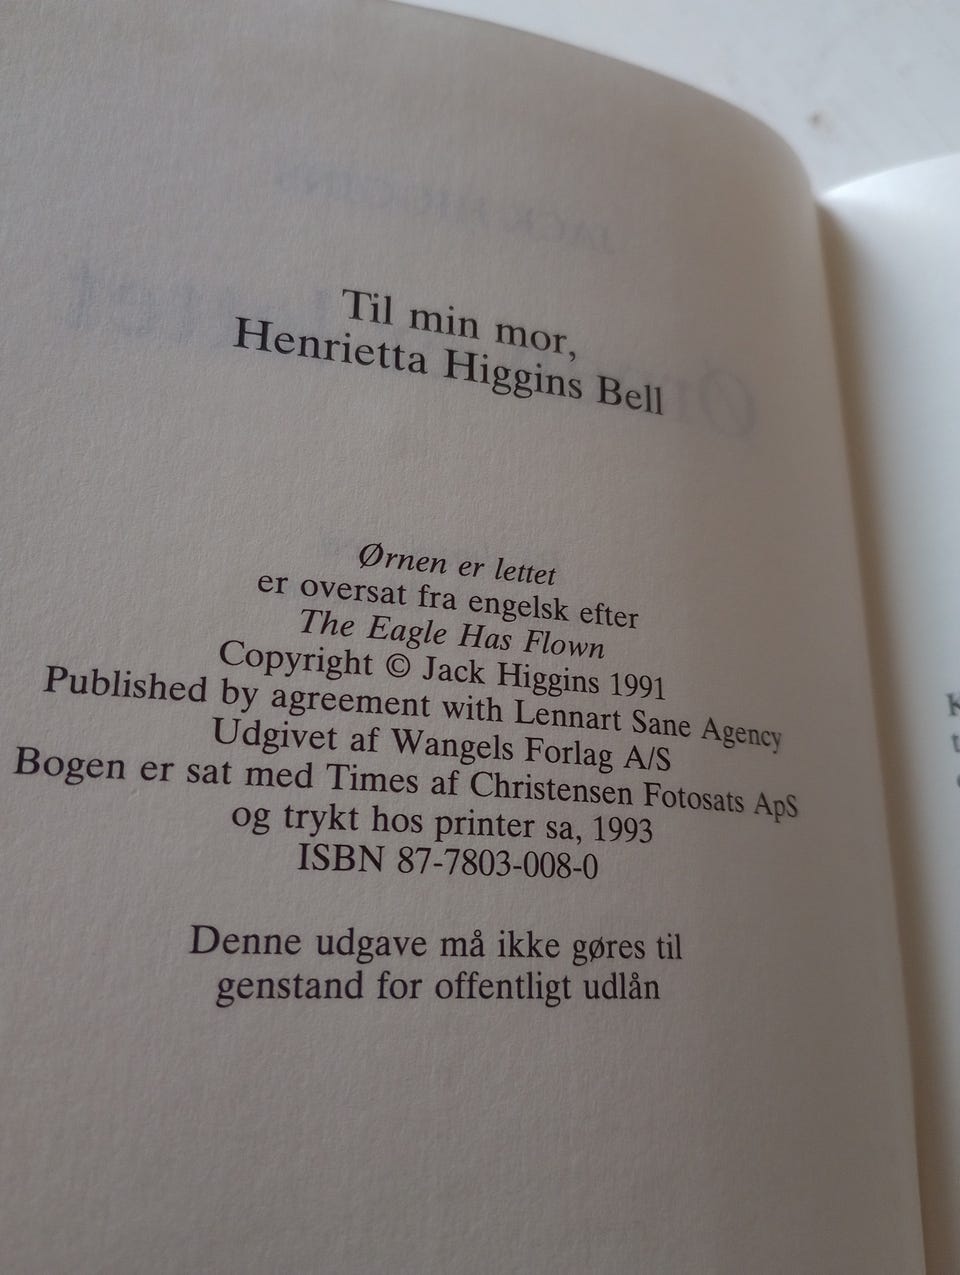 Til min mor,
Henrietta Higgins Bell
Ørnen er lettet
er oversat fra engelsk efter
The Eagle Has Flown
Copyright © Jack Higgins 1991
Published by agreement with Lennart Sane Agency
Udgivet af Wangels Forlag A/S
Bogen er sat med Times af Christensen Fotosats ApS
og trykt hos printer sa, 1993
ISBN 87-7803-008-0
Denne udgave må ikke gøres til
genstand for offentligt udlån